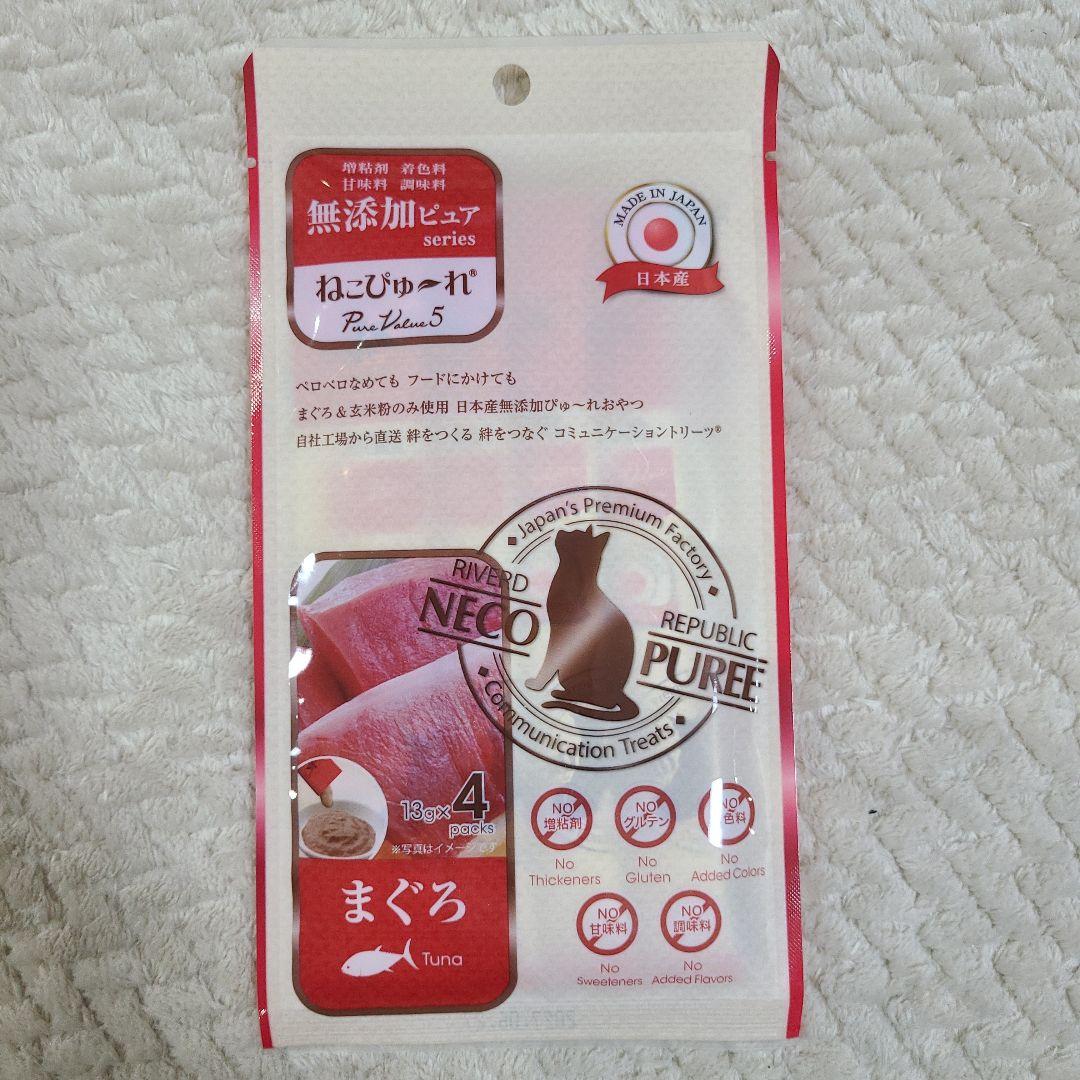 増粘剤 着色料
甘味料 調味料
無添加ピュア
series
ねこぴゅ〜れ®
PureValue5
MADE IN JAPAN
日本産
ペロペロなめても フードにかけても
まぐろ&玄米粉のみ使用 日本産無添加ぴゅ〜れおやつ
自社工場から直送 絆をつくる 絆をつなぐ コミュニケーショントリーツ®
Japan's Premium Factory
RIVERD
NECO
REPUBLIC
PUREE
Communication Treats
13g×4
packs
※写真はイメージです
まぐろ
Tuna
NO
増粘剤
No
Thickeners
NO
グルテン
No
Gluten
NO
色料
No
Added Colors
NO
甘味料
No
Sweeteners
NO
調味料
No
Added Flavors